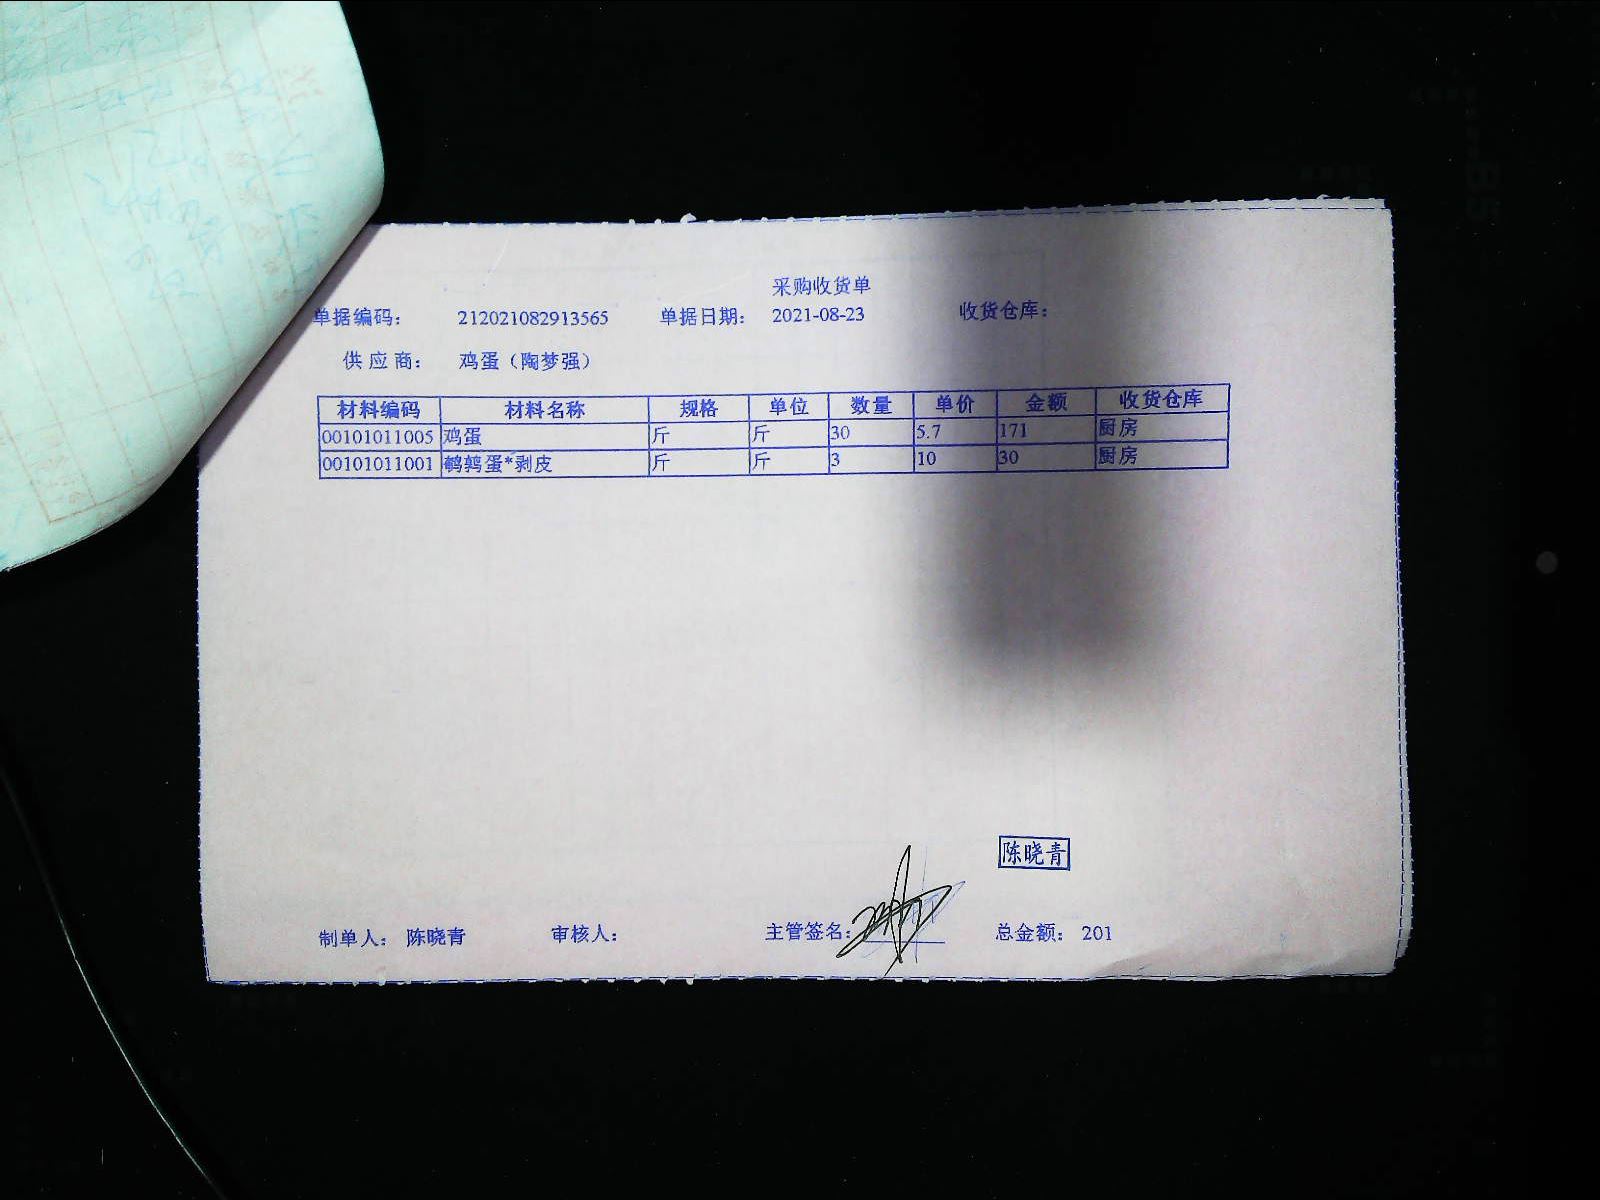 采购收货单
单据编码： 212021082913565 单据日期： 2021-08-23 收货仓库：
供应商： 鸡蛋（陶梦强）
材料编码 材料名称 规格 单位 数量 单价 金额 收货仓库
00101011005 鸡蛋 斤 斤 30 5.7 171 厨房
00101011001 鹌鹑蛋*剥皮 斤 斤 3 10 30 厨房
陈晓青
制单人： 陈晓青 审核人： 主管签名： 总金额： 201